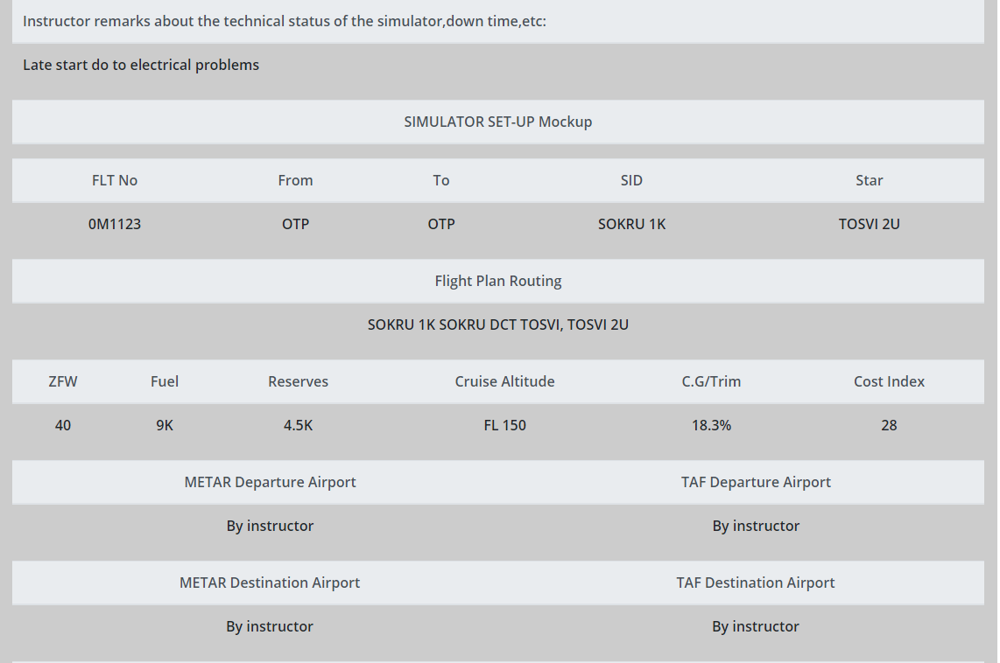 Instructor remarks about the technical status of the simulator,down time,etc:
Late start do to electrical problems
SIMULATOR SET-UP Mockup
FLT No From To SID Star
0M1123 OTP OTP SOKRU 1K TOSVI 2U
Flight Plan Routing
SOKRU 1K SOKRU DCT TOSVI, TOSVI 2U
ZFW Fuel Reserves Cruise Altitude C.G/Trim Cost Index
40 9K 4.5K FL 150 18.3% 28
METAR Departure Airport TAF Departure Airport
By instructor By instructor
METAR Destination Airport TAF Destination Airport
By instructor By instructor